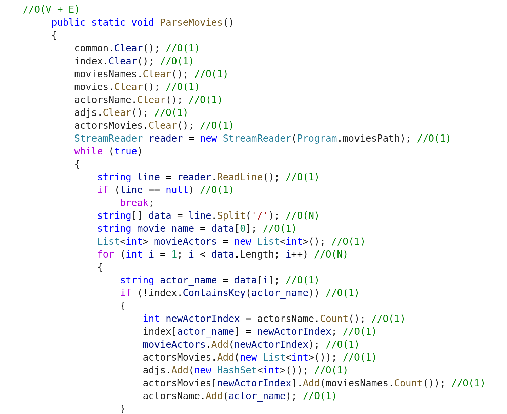 //O(V + E)
public static void ParseMovies()
{
common.Clear(); //O(1)
index.Clear(); //O(1)
moviesNames.Clear(); //O(1)
movies.Clear(); //O(1)
actorsName.Clear(); //O(1)
adjs.Clear(); //O(1)
actorsMovies.Clear(); //O(1)
StreamReader reader = new StreamReader(Program.moviesPath); //O(1)
while (true)
{
string line = reader.ReadLine(); //O(1)
if (line == null) //O(1)
break;
string[] data = line.Split('/'); //O(N)
string movie_name = data[0]; //O(1)
List<int> movieActors = new List<int>(); //O(1)
for (int i = 1; i < data.Length; i++) //O(N)
{
string actor_name = data[i]; //O(1)
if (!index.ContainsKey(actor_name)) //O(1)
{
int newActorIndex = actorsName.Count(); //O(1)
index[actor_name] = newActorIndex; //O(1)
movieActors.Add(newActorIndex); //O(1)
actorsMovies.Add(new List<int>()); //O(1)
adjs.Add(new HashSet<int>()); //O(1)
actorsMovies[newActorIndex].Add(moviesNames.Count()); //O(1)
actorsName.Add(actor_name); //O(1)
}